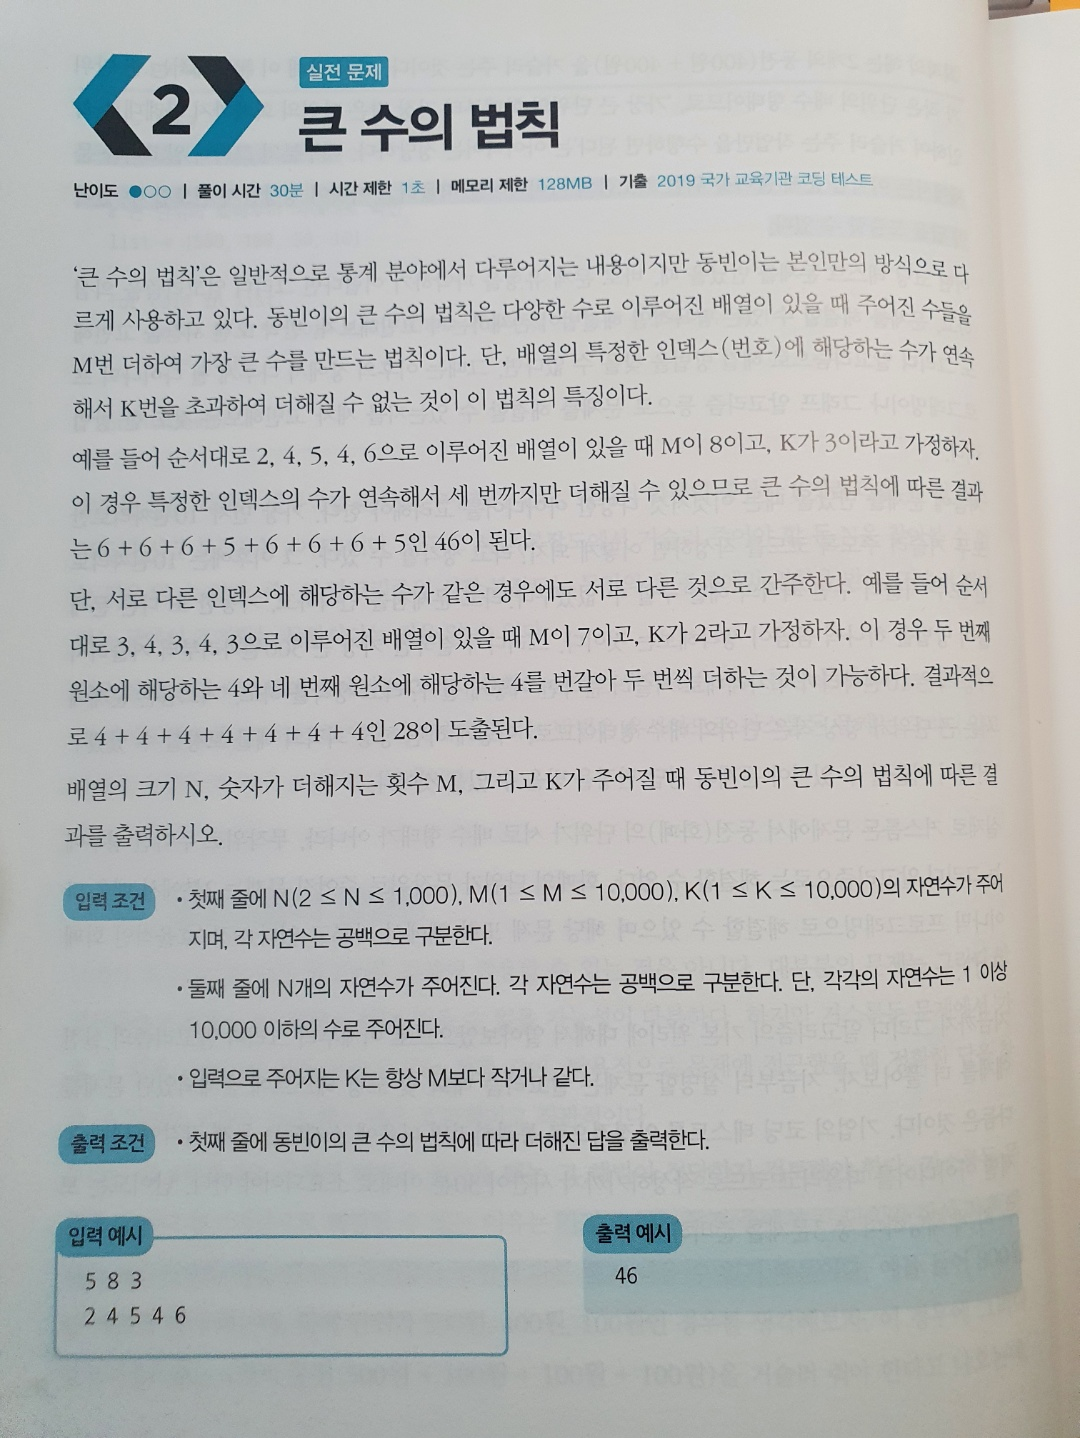 2
실전 문제
큰 수의 법칙
난이도 ●○○ | 풀이 시간 30분 | 시간 제한 1초 | 메모리 제한 128MB | 기출 2019 국가 교육기관 코딩 테스트
‘큰 수의 법칙’은 일반적으로 통계 분야에서 다루어지는 내용이지만 동빈이는 본인만의 방식으로 다
르게 사용하고 있다. 동빈이의 큰 수의 법칙은 다양한 수로 이루어진 배열이 있을 때 주어진 수들을
M번 더하여 가장 큰 수를 만드는 법칙이다. 단, 배열의 특정한 인덱스(번호)에 해당하는 수가 연속
해서 K번을 초과하여 더해질 수 없는 것이 이 법칙의 특징이다.
예를 들어 순서대로 2, 4, 5, 4, 6으로 이루어진 배열이 있을 때 M이 8이고, K가 3이라고 가정하자.
이 경우 특정한 인덱스의 수가 연속해서 세 번까지만 더해질 수 있으므로 큰 수의 법칙에 따른 결과
는 6 + 6 + 6 + 5 + 6 + 6 + 6 + 5인 46이 된다.
단, 서로 다른 인덱스에 해당하는 수가 같은 경우에도 서로 다른 것으로 간주한다. 예를 들어 순서
대로 3, 4, 3, 4, 3으로 이루어진 배열이 있을 때 M이 7이고, K가 2라고 가정하자. 이 경우 두 번째
원소에 해당하는 4와 네 번째 원소에 해당하는 4를 번갈아 두 번씩 더하는 것이 가능하다. 결과적으
로 4 + 4 + 4 + 4 + 4 + 4 + 4인 28이 도출된다.
배열의 크기 N, 숫자가 더해지는 횟수 M, 그리고 K가 주어질 때 동빈이의 큰 수의 법칙에 따른 결
과를 출력하시오.
입력 조건 • 첫째 줄에 N(2 ≤ N ≤ 1,000), M(1 ≤ M ≤ 10,000), K(1 ≤ K ≤ 10,000)의 자연수가 주어
지며, 각 자연수는 공백으로 구분한다.
• 둘째 줄에 N개의 자연수가 주어진다. 각 자연수는 공백으로 구분한다. 단, 각각의 자연수는 1 이상
10,000 이하의 수로 주어진다.
• 입력으로 주어지는 K는 항상 M보다 작거나 같다.
출력 조건 • 첫째 줄에 동빈이의 큰 수의 법칙에 따라 더해진 답을 출력한다.
입력 예시
5 8 3
2 4 5 4 6
출력 예시
46